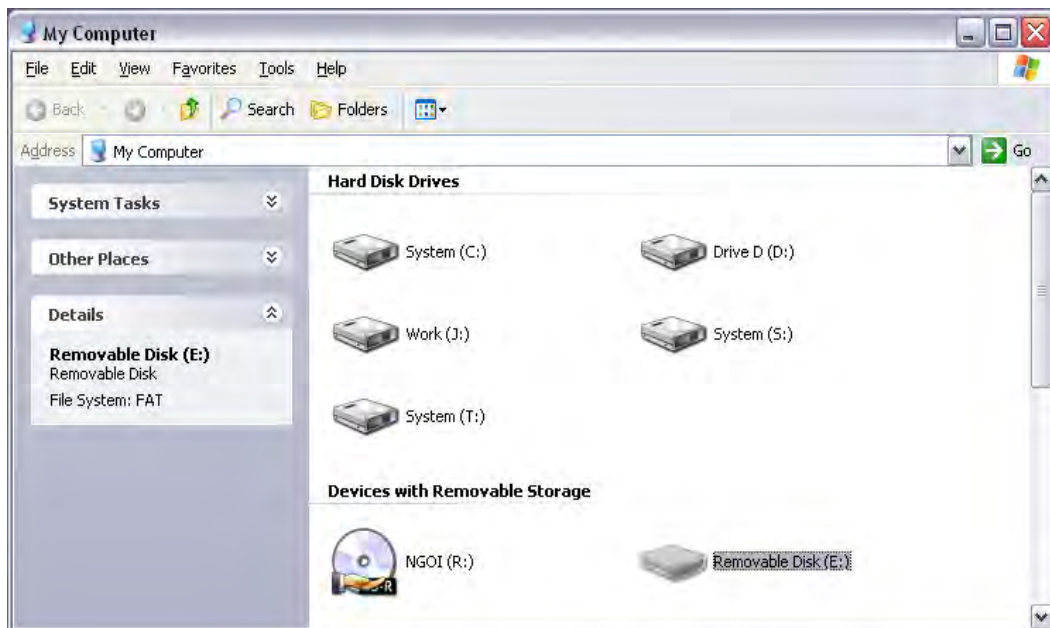 My Computer
File Edit View Favorites Tools Help
Back Search Folders
Address My Computer Go
System Tasks
Other Places
Details
Removable Disk (E:)
Removable Disk
File System: FAT
Hard Disk Drives
System (C:) Drive D (D:)
Work (J:) System (S:)
System (T:)
Devices with Removable Storage
NGOI (R:) Removable Disk (E:)